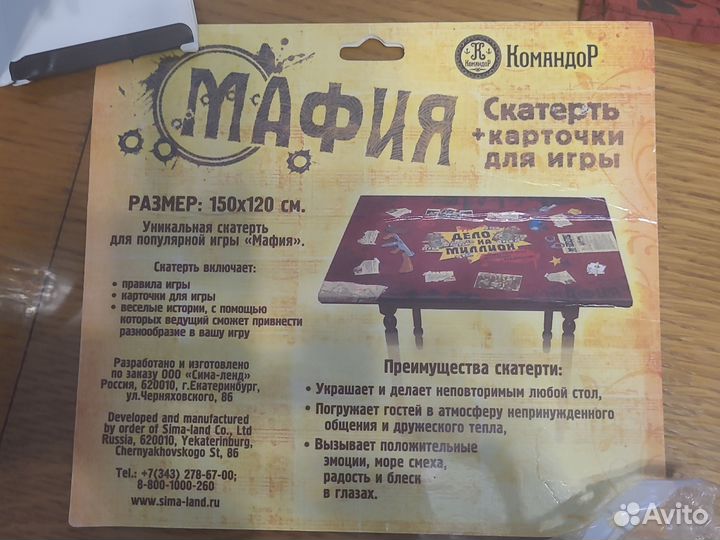 МАФИЯ
К
КОМАНДОР
КОМАНДОР
Скатерть
+карточки
для игры
РАЗМЕР: 150х120 см.
Уникальная скатерть
для популярной игры «Мафия».
Скатерть включает:
• правила игры
• карточки для игры
• веселые истории, с помощью
которых ведущий сможет привнести
разнообразие в вашу игру
Разработано и изготовлено
по заказу ООО «Сима-ленд»
Россия, 620010, г.Екатеринбург,
ул.Черняховского, 86
Developed and manufactured
by order of Sima-land Co., Ltd
Russia, 620010, Yekaterinburg,
Chernyakhovskogo St, 86
Tel.: +7(343) 278-67-00;
8-800-1000-260
www.sima-land.ru
ДЕЛО
НА
МИЛЛИОН
Преимущества скатерти:
• Украшает и делает неповторимым любой стол,
• Погружает гостей в атмосферу непринужденного
общения и дружеского тепла,
• Вызывает положительные
эмоции, море смеха,
радость и блеск
в глазах.
Avito